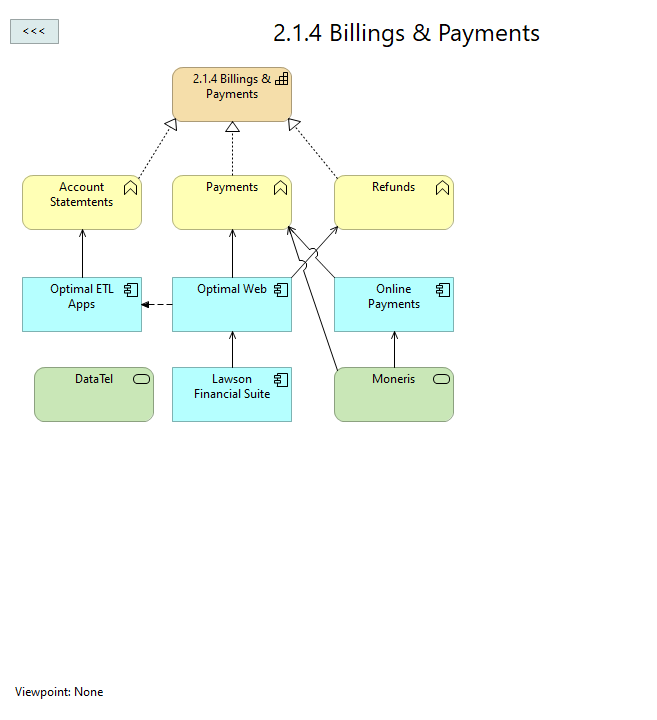 <<<
2.1.4 Billings & Payments
2.1.4 Billings &
Payments
Account
Statemtents
Payments
Refunds
Optimal ETL
Apps
Optimal Web
Online
Payments
DataTel
Lawson
Financial Suite
Moneris
Viewpoint: None